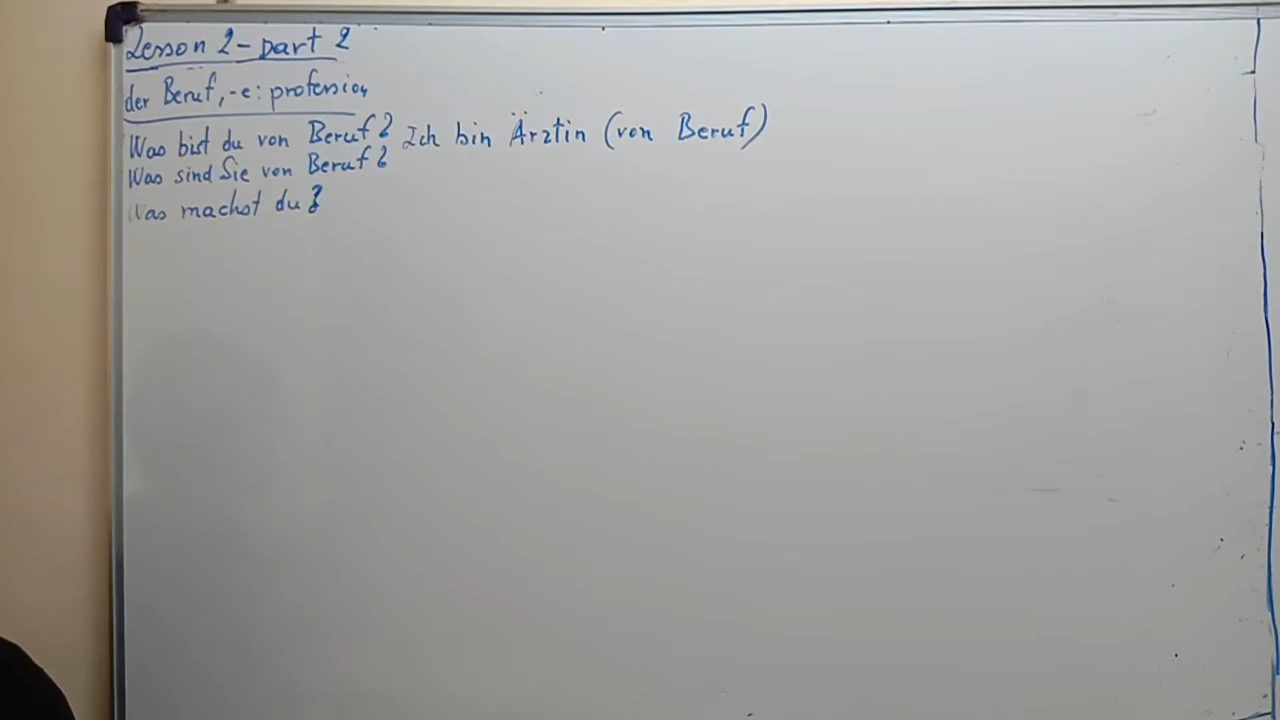 Lesson 2 - part 2
der Beruf, -e: profession
Was bist du von Beruf? Ich bin Ärztin (von Beruf)
Was sind Sie von Beruf?
Was machst du?